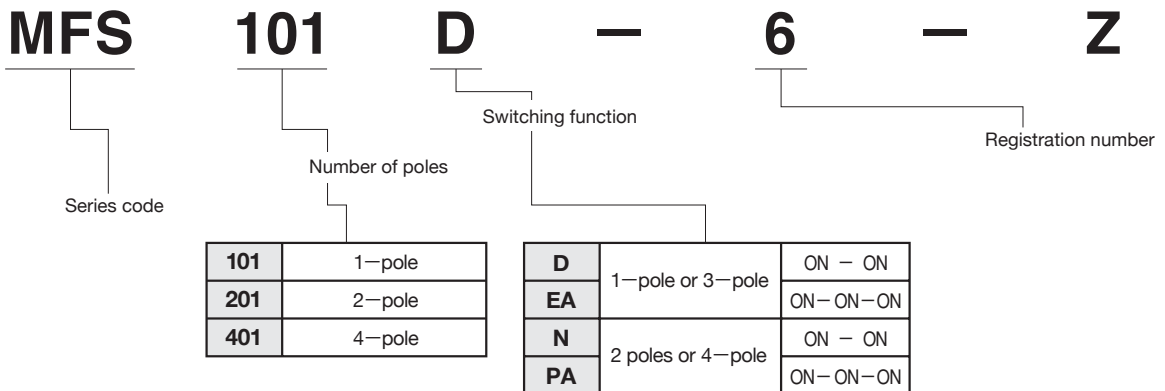 MFS 101 D — 6 — Z
Switching function
Registration number
Number of poles
Series code
101 1—pole
201 2—pole
401 4—pole
D 1—pole or 3—pole ON — ON
EA ON—ON—ON
N 2 poles or 4—pole ON — ON
PA ON—ON—ON